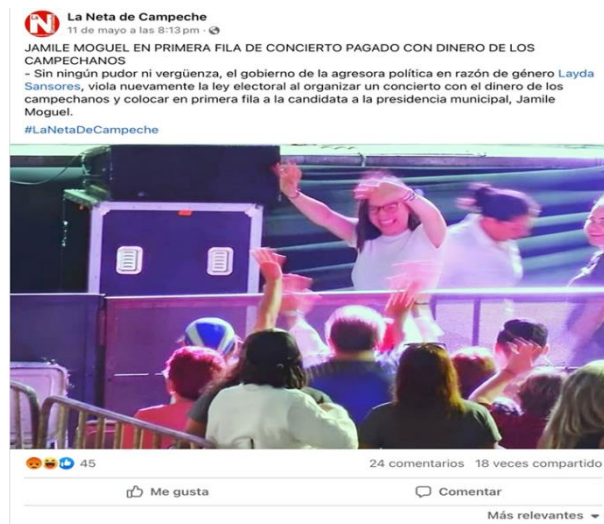 La Neta de Campeche
11 de mayo a las 8:13 pm ·
JAMILE MOGUEL EN PRIMERA FILA DE CONCIERTO PAGADO CON DINERO DE LOS
CAMPECHANOS
- Sin ningún pudor ni vergüenza, el gobierno de la agresora política en razón de género Layda
Sansores, viola nuevamente la ley electoral al organizar un concierto con el dinero de los
campechanos y colocar en primera fila a la candidata a la presidencia municipal, Jamile
Moguel.
#LaNetaDeCampeche
45
24 comentarios 18 veces compartido
Me gusta
Comentar
Más relevantes